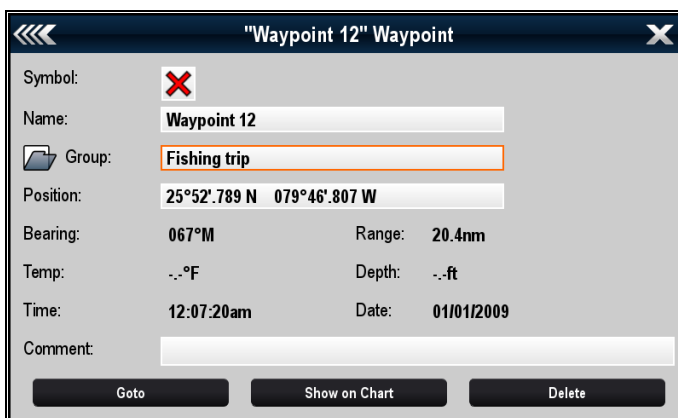 "Waypoint 12" Waypoint
Symbol:
Name: Waypoint 12
Group: Fishing trip
Position: 25°52'.789 N 079°46'.807 W
Bearing: 067°M Range: 20.4nm
Temp: -.-°F Depth: -.-ft
Time: 12:07:20am Date: 01/01/2009
Comment:
Goto Show on Chart Delete